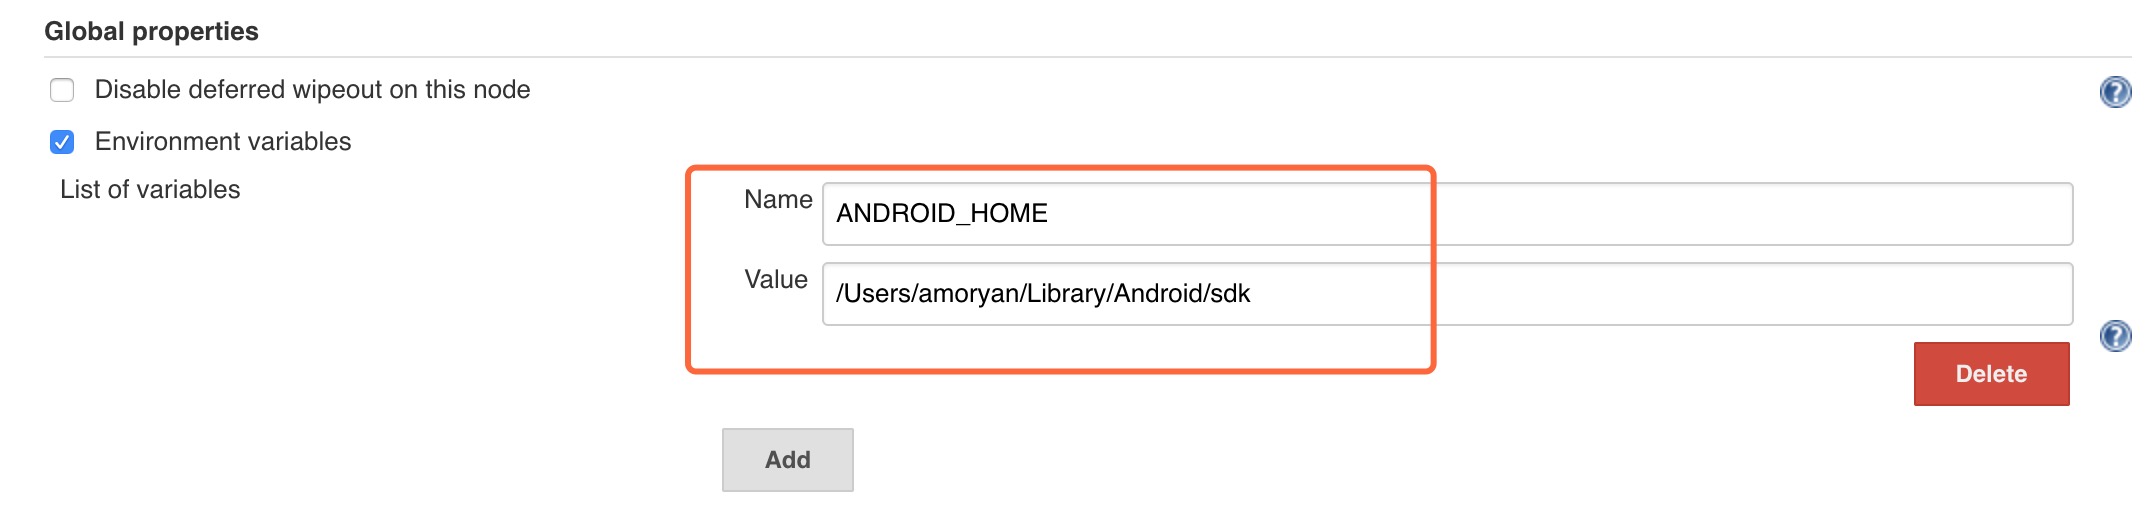 Global properties
Disable deferred wipeout on this node
?
Environment variables
List of variables
Name
ANDROID_HOME
Value
/Users/amoryan/Library/Android/sdk
?
Delete
Add